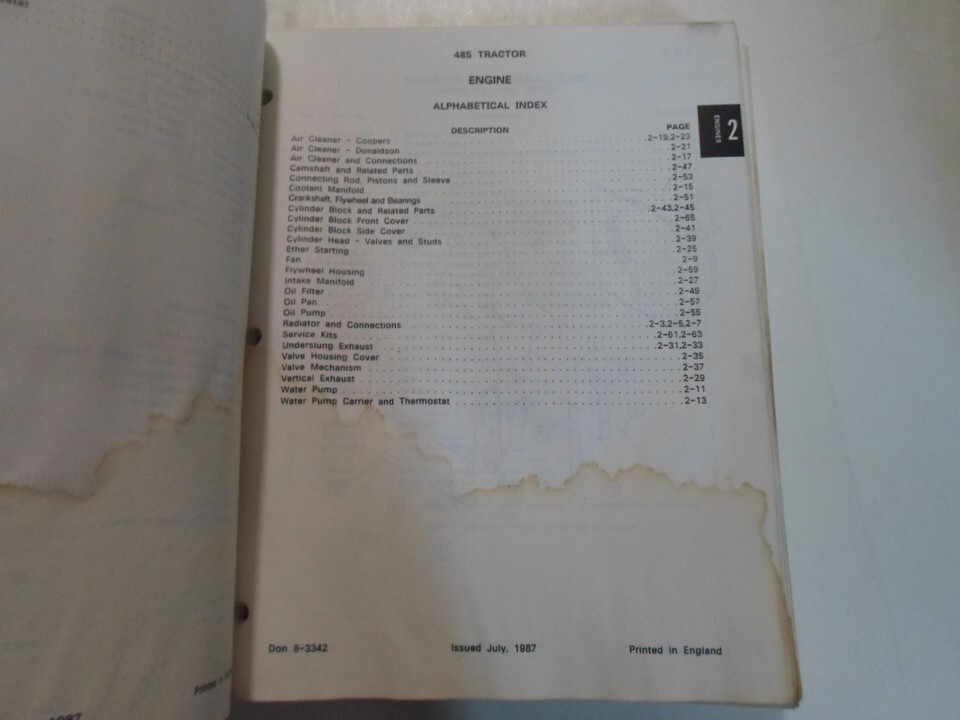 485 TRACTOR
ENGINE
ALPHABETICAL INDEX
DESCRIPTION PAGE
Air Cleaner - Coopers 2-19,2-23
Air Cleaner - Donaldson 2-21
Air Cleaner and Connections 2-17
Camshaft and Related Parts 2-47
Connecting Rod, Pistons and Sleeve 2-53
Coolant Manifold 2-15
Crankshaft, Flywheel and Bearings 2-51
Cylinder Block and Related Parts 2-43,2-45
Cylinder Block Front Cover 2-65
Cylinder Block Side Cover 2-41
Cylinder Head - Valves and Studs 2-39
Ether Starting 2-25
Fan 2-9
Flywheel Housing 2-59
Intake Manifold 2-27
Oil Filter 2-49
Oil Pan 2-57
Oil Pump 2-55
Radiator and Connections 2-3,2-5,2-7
Service Kits 2-61,2-63
Underslung Exhaust 2-31,2-33
Valve Housing Cover 2-35
Valve Mechanism 2-37
Vertical Exhaust 2-29
Water Pump 2-11
Water Pump Carrier and Thermostat 2-13
2
ENGINES
Don 8-3342 Issued July, 1987 Printed in England